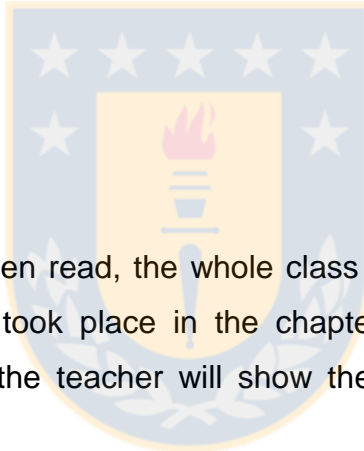 en read, the whole class
took place in the chapte
the teacher will show the